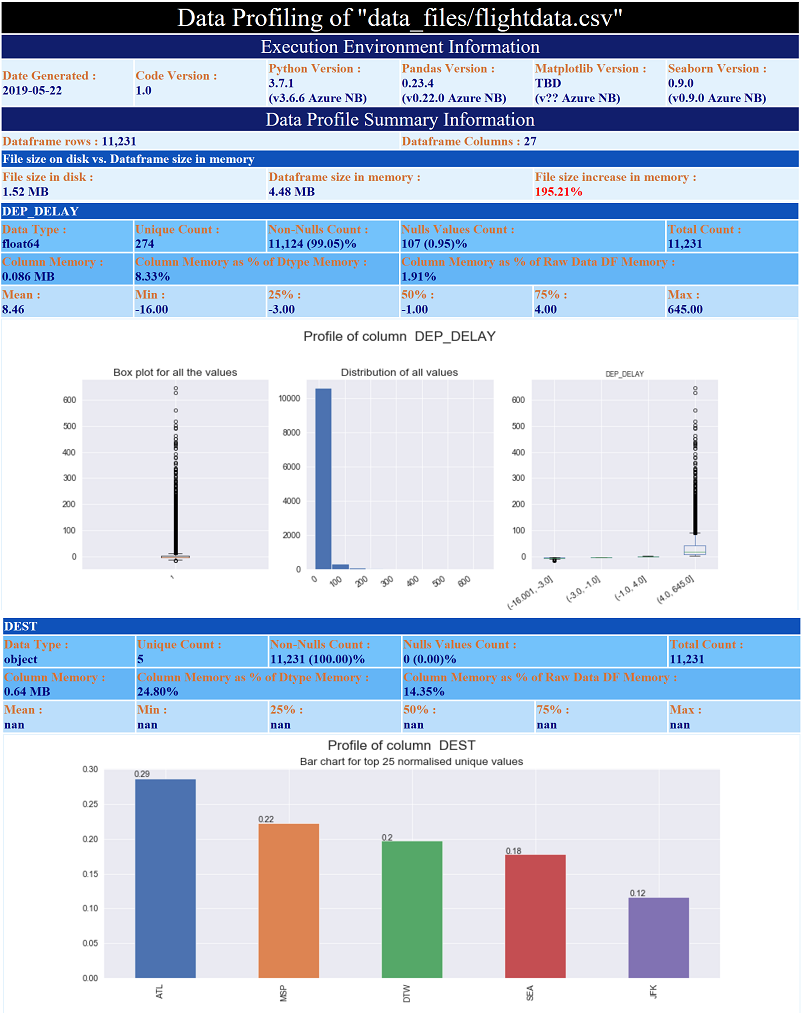 Data Profiling of "data_files/flightdata.csv"
Execution Environment Information
Date Generated : Code Version : Python Version : Pandas Version : Matplotlib Version : Seaborn Version :
2019-05-22 1.0 3.7.1 0.23.4 TBD 0.9.0
(v3.6.6 Azure NB) (v0.22.0 Azure NB) (v?? Azure NB) (v0.9.0 Azure NB)
Data Profile Summary Information
Dataframe rows : 11,231 Dataframe Columns : 27
File size on disk vs. Dataframe size in memory
File size in disk : Dataframe size in memory : File size increase in memory :
1.52 MB 4.48 MB 195.21%
DEP_DELAY
Data Type : Unique Count : Non-Nulls Count : Nulls Values Count : Total Count :
float64 274 11,124 (99.05)% 107 (0.95)% 11,231
Column Memory : Column Memory as % of Dtype Memory : Column Memory as % of Raw Data DF Memory :
0.086 MB 8.33% 1.91%
Mean : Min : 25% : 50% : 75% : Max :
8.46 -16.00 -3.00 -1.00 4.00 645.00
Profile of column DEP_DELAY
Box plot for all the values
600
500
400
300
200
100
0
Distribution of all values
10000
8000
6000
4000
2000
0
0 100 200 300 400 500 600
DEP_DELAY
600
500
400
300
200
100
0
(-16.001, -3.0] (-3.0, -1.0] (-1.0, 4.0] (4.0, 645.0]
DEST
Data Type : Unique Count : Non-Nulls Count : Nulls Values Count : Total Count :
object 5 11,231 (100.00)% 0 (0.00)% 11,231
Column Memory : Column Memory as % of Dtype Memory : Column Memory as % of Raw Data DF Memory :
0.64 MB 24.80% 14.35%
Mean : Min : 25% : 50% : 75% : Max :
nan nan nan nan nan nan
Profile of column DEST
Bar chart for top 25 normalised unique values
0.30
0.25
0.20
0.15
0.10
0.05
0.00
0.29 0.22 0.2 0.18 0.12
ATL MSP DTW SEA JFK